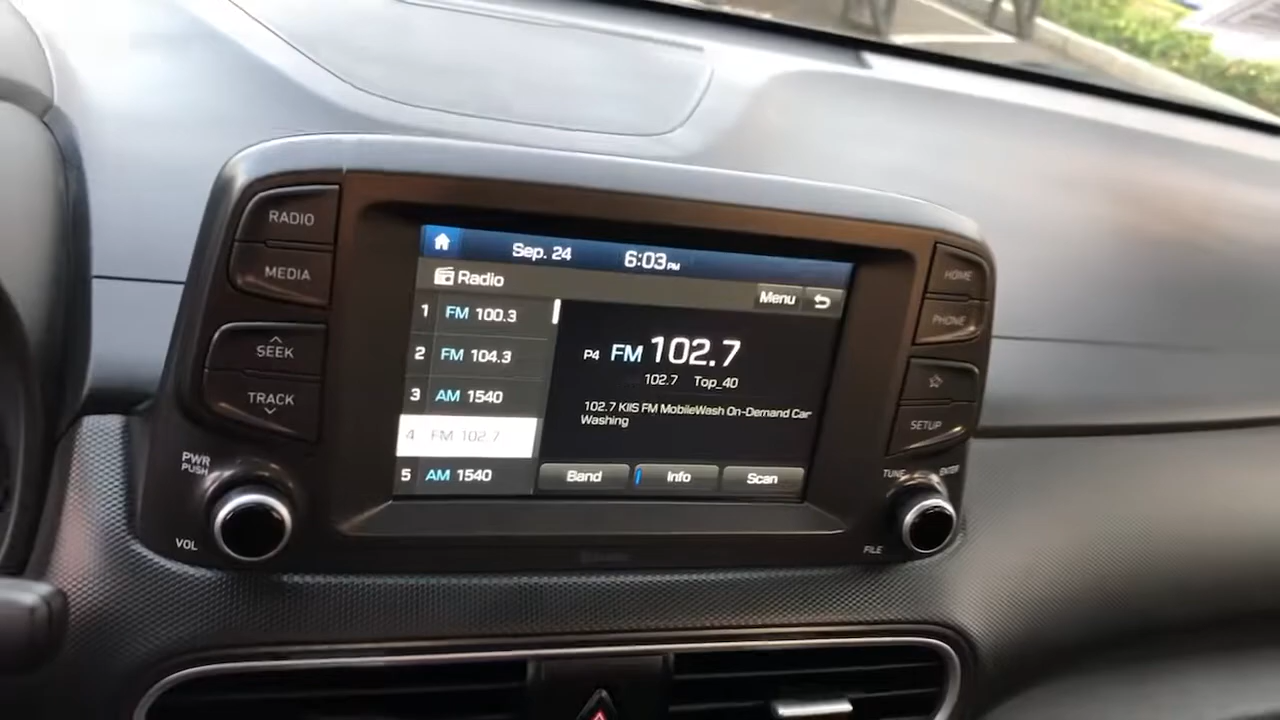 RADIO
MEDIA
SEEK
TRACK
PWR
PUSH
VOL
Sep. 24
6:03 PM
Radio
Menu
1 FM 100.3
2 FM 104.3
3 AM 1540
4 FM 102.7
5 AM 1540
P4 FM 102.7
102.7 Top_40
102.7 KIIS FM MobileWash On-Demand Car
Washing
Band
Info
Scan
HOME
PHONE
SETUP
TUNE
ENTER
FILE